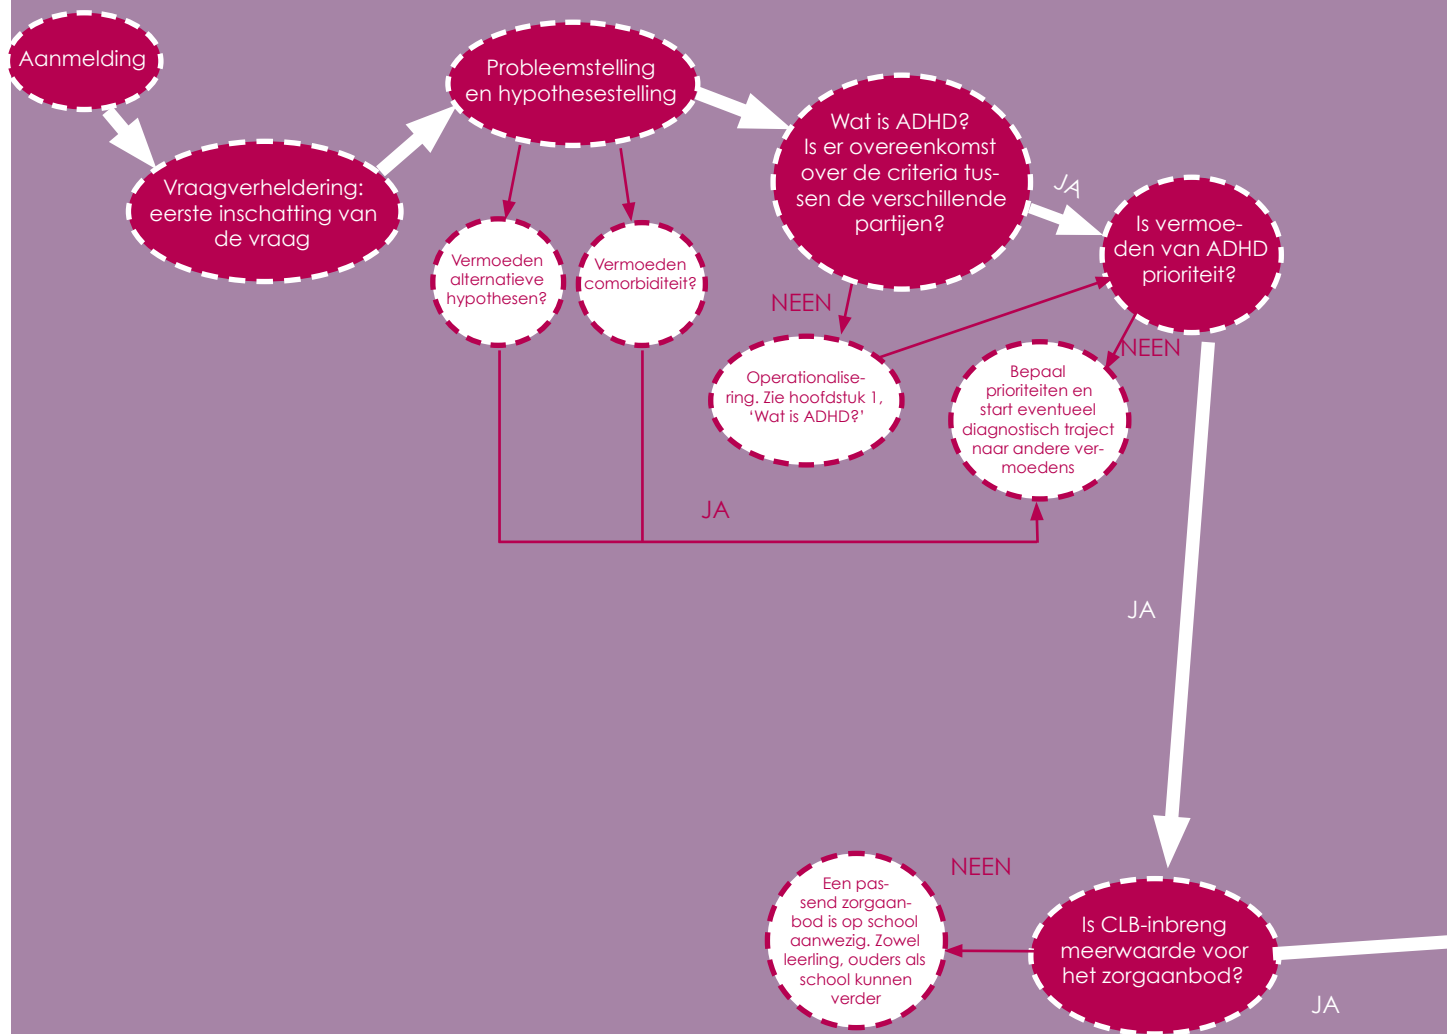 Aanmelding
Vraagverheldering:
eerste inschatting van
de vraag
Probleemstelling
en hypothesestelling
Vermoeden
alternatieve
hypothesen?
Vermoeden
comorbiditeit?
JA
Wat is ADHD?
Is er overeenkomst
over de criteria tus-
sen de verschillende
partijen?
JA
NEEN
Operationalise-
ring. Zie hoofdstuk 1,
‘Wat is ADHD?’
Is vermoe-
den van ADHD
prioriteit?
NEEN
Bepaal
prioriteiten en
start eventueel
diagnostisch traject
naar andere ver-
moedens
JA
Is CLB-inbreng
meerwaarde voor
het zorgaanbod?
NEEN
Een pas-
send zorgaan-
bod is op school
aanwezig. Zowel
leerling, ouders als
school kunnen
verder
JA